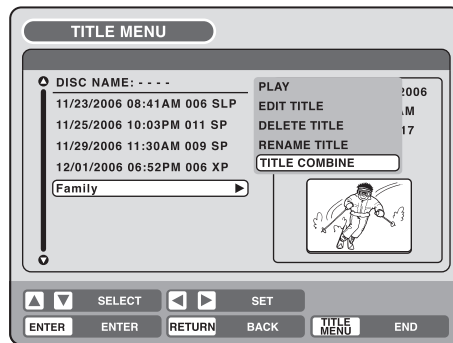 TITLE MENU
DISC NAME: - - - -
11/23/2006 08:41AM 006 SLP
11/25/2006 10:03PM 011 SP
11/29/2006 11:30AM 009 SP
12/01/2006 06:52PM 006 XP
Family
PLAY
EDIT TITLE
DELETE TITLE
RENAME TITLE
TITLE COMBINE
2006
M
17
SELECT SET
ENTER ENTER RETURN BACK TITLE MENU END